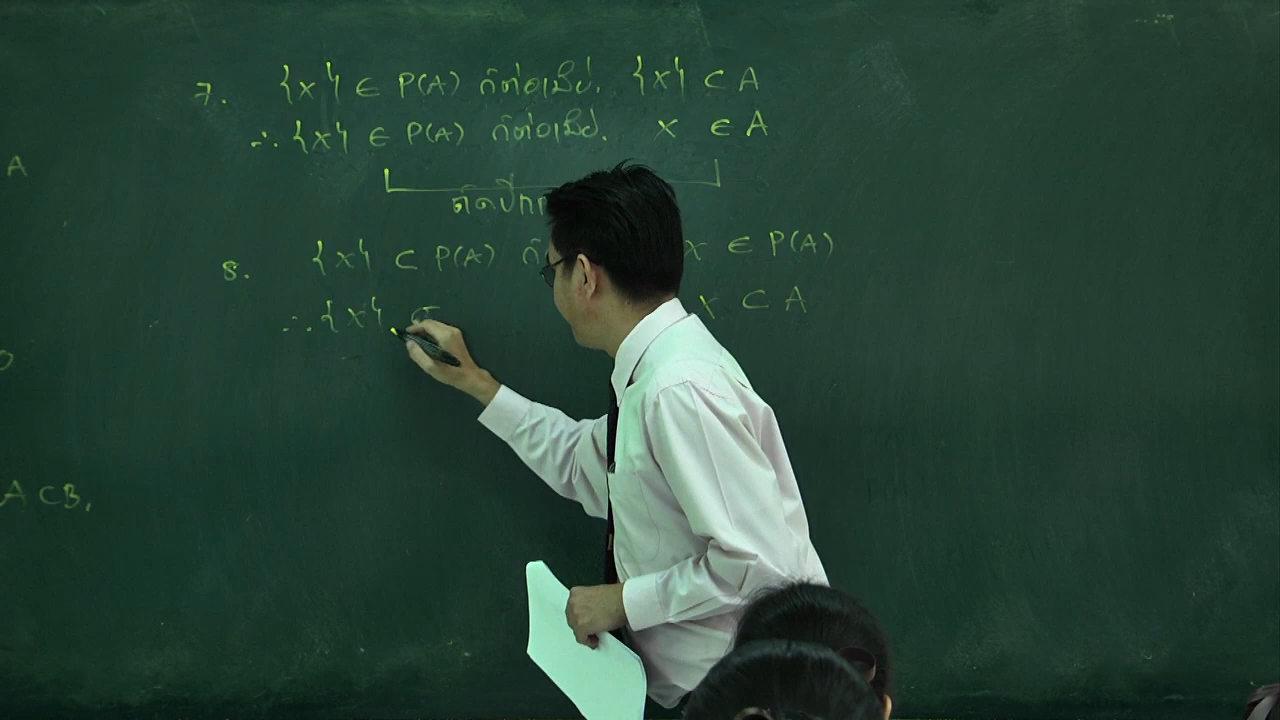 A
7. {x} ∈ P(A) ก็ต่อเมื่อ {x} ⊂ A
∴ {x} ∈ P(A) ก็ต่อเมื่อ x ∈ A
8. {x} ⊂ P(A) x ∈ P(A)
∴ {x} x ⊂ A
A ⊂ B,